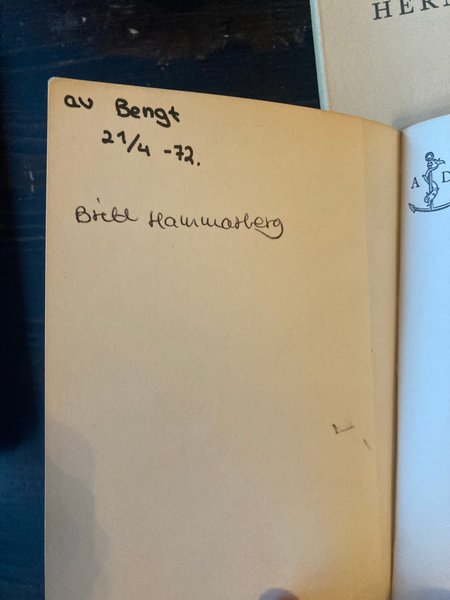 HER
av Bengt
21/4 -72.
Britt Hammarberg
A D